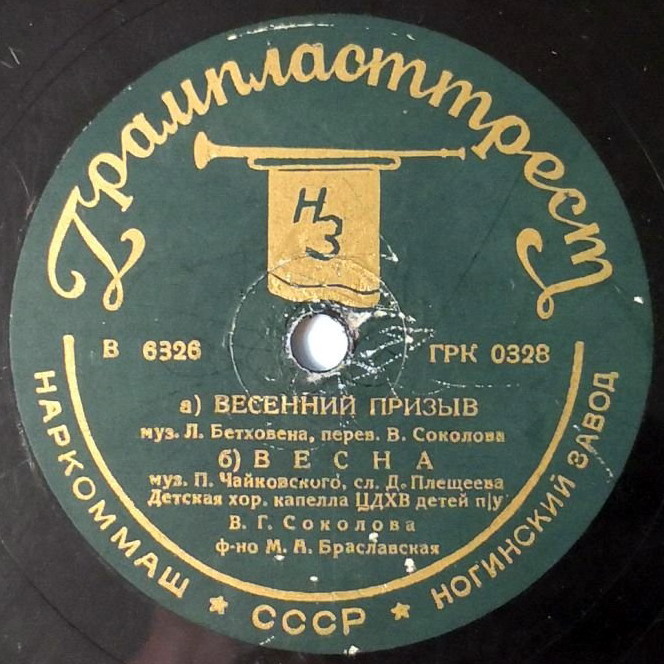 Грампласттрест
НЗ
В 6326
ГРК 0328
а) ВЕСЕННИЙ ПРИЗЫВ
муз. Л. Бетховена, перев. В. Соколова
б) ВЕСНА
муз. П. Чайковского, сл. Д. Плещеева
Детская хор. капелла ЦДХВ детей п/у
В. Г. Соколова
ф-но М. А. Браславская
НАРКОММАШ ★ СССР ★ НОГИНСКИЙ ЗАВОД